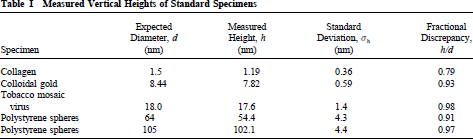 Table I Measured Vertical Heights of Standard Specimens
Specimen Expected Diameter, d (nm) Measured Height, h (nm) Standard Deviation, σh (nm) Fractional Discrepancy, h/d
Collagen 1.5 1.19 0.36 0.79
Colloidal gold 8.44 7.82 0.59 0.93
Tobacco mosaic
virus 18.0 17.6 1.4 0.98
Polystyrene spheres 64 54.4 4.3 0.91
Polystyrene spheres 105 102.1 4.4 0.97